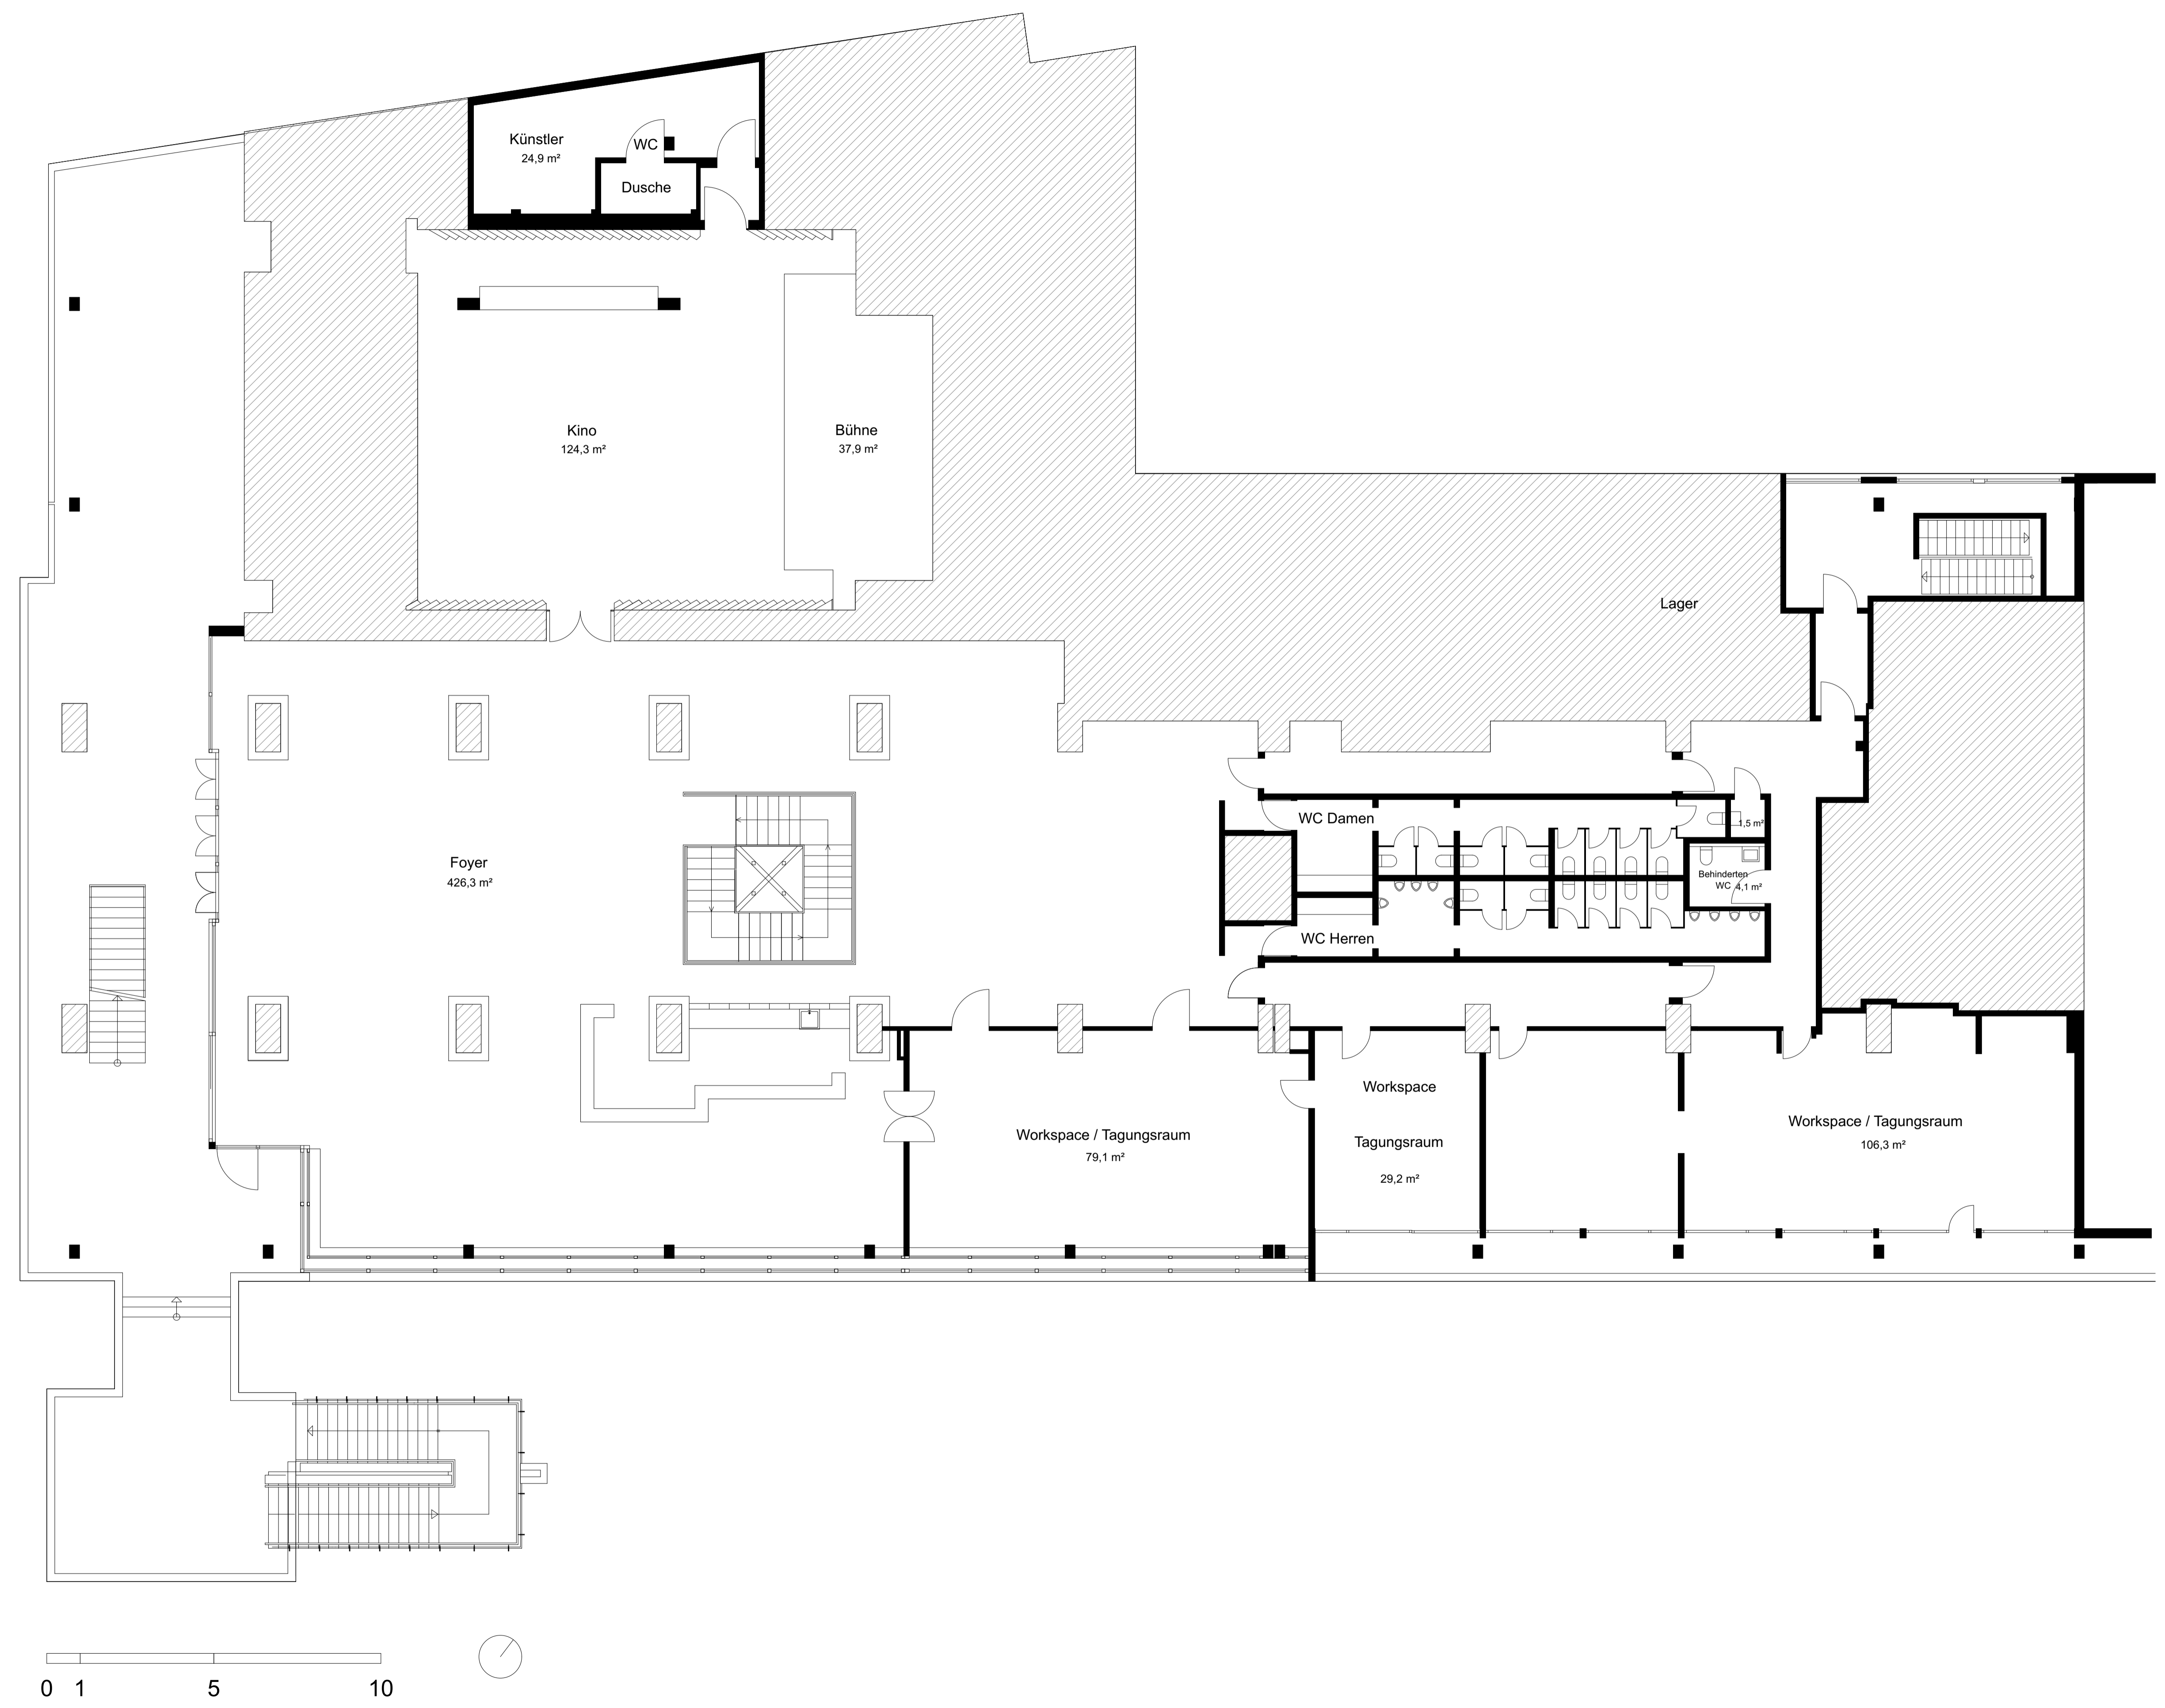 Künstler
24,9 m²
WC
Dusche
Kino
124,3 m²
Bühne
37,9 m²
Lager
Foyer
426,3 m²
WC Damen
1,5 m²
Behinderten
WC 4,1 m²
WC Herren
Workspace / Tagungsraum
79,1 m²
Workspace
Tagungsraum
29,2 m²
Workspace / Tagungsraum
106,3 m²
0 1 5 10